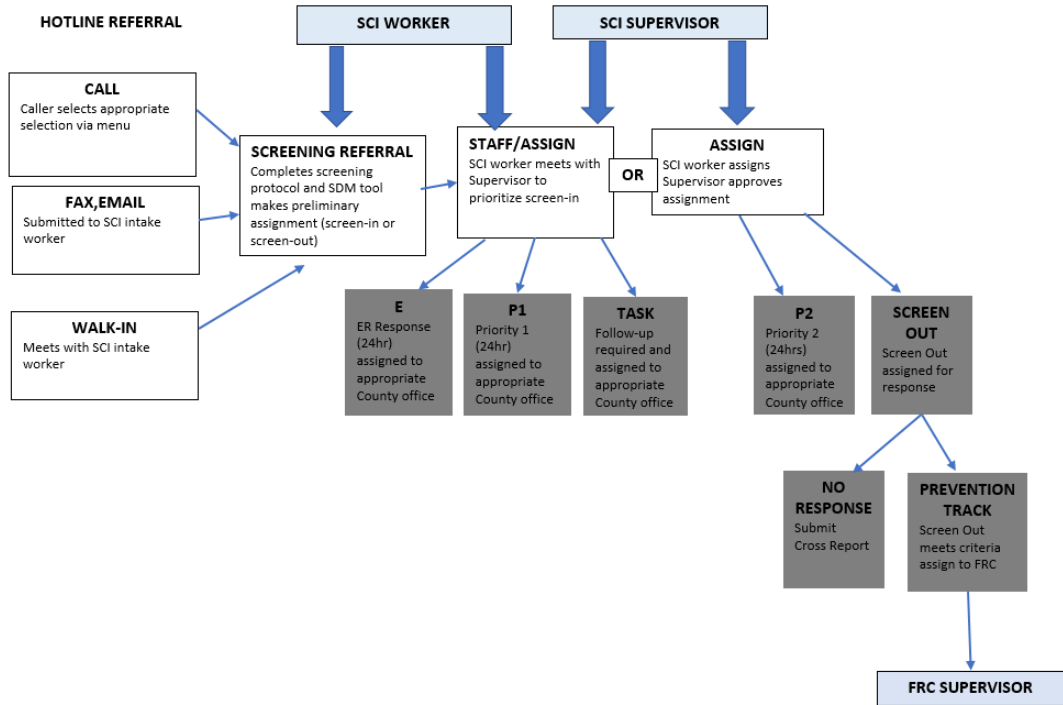 HOTLINE REFERRAL
SCI WORKER
SCI SUPERVISOR
CALL
Caller selects appropriate
selection via menu
FAX,EMAIL
Submitted to SCI intake
worker
WALK-IN
Meets with SCI intake
worker
SCREENING REFERRAL
Completes screening
protocol and SDM tool
makes preliminary
assignment (screen-in or
screen-out)
STAFF/ASSIGN
SCI worker meets with
Supervisor to
prioritize screen-in
OR
ASSIGN
SCI worker assigns
Supervisor approves
assignment
E
ER Response
(24hr)
assigned to
appropriate
County office
P1
Priority 1
(24hr)
assigned to
appropriate
County office
TASK
Follow-up
required and
assigned to
appropriate
County office
P2
Priority 2
(24hrs)
assigned to
appropriate
County office
SCREEN
OUT
Screen Out
assigned for
response
NO
RESPONSE
Submit
Cross Report
PREVENTION
TRACK
Screen Out
meets criteria
assign to FRC
FRC SUPERVISOR